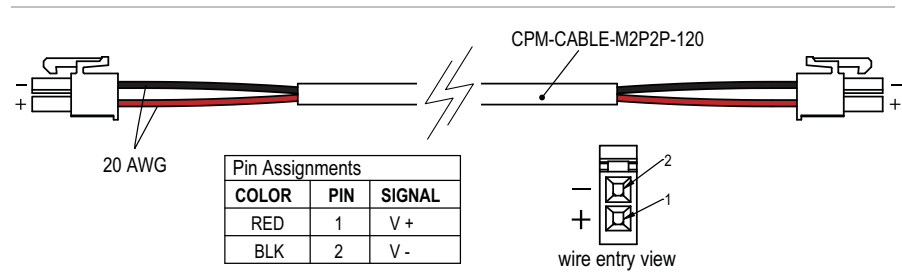 CPM-CABLE-M2P2P-120
−
+
−
+
20 AWG
Pin Assignments
COLOR PIN SIGNAL
RED 1 V +
BLK 2 V -
2
− 
1
+
wire entry view